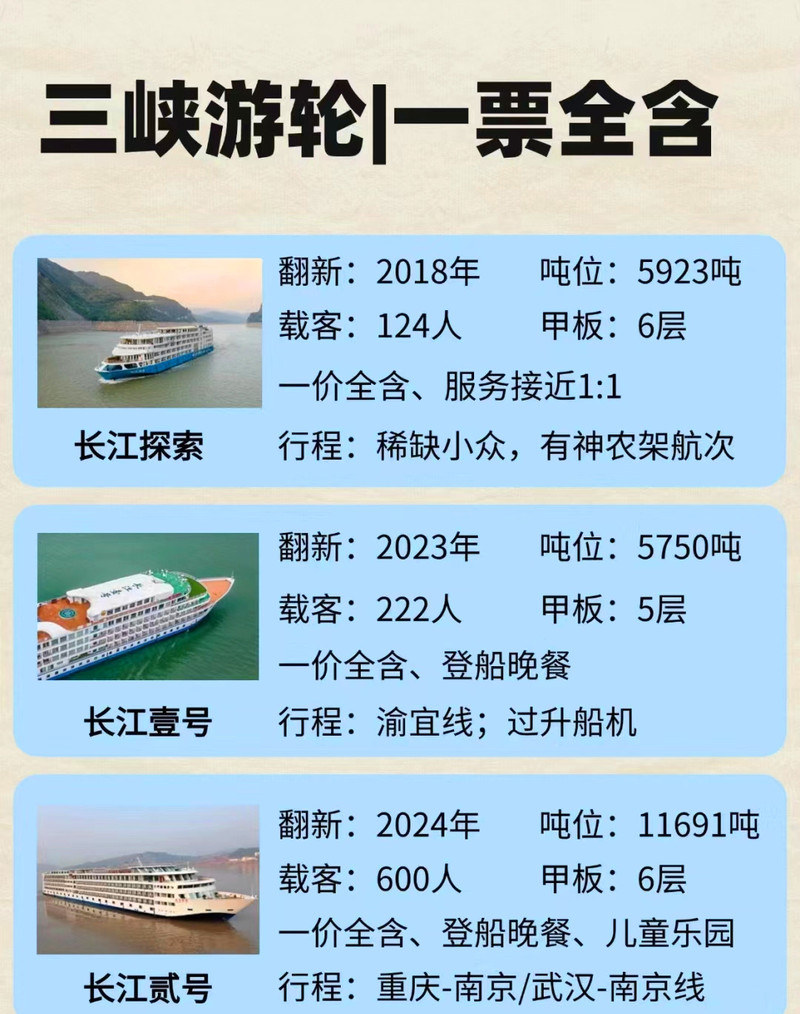 三峡游轮|一票全含
翻新：2018年 吨位：5923吨
载客：124人 甲板：6层
一价全含、服务接近1:1
长江探索 行程：稀缺小众，有神农架航次
翻新：2023年 吨位：5750吨
载客：222人 甲板：5层
长江壹号
一价全含、登船晚餐
长江壹号 行程：渝宜线；过升船机
翻新：2024年 吨位：11691吨
载客：600人 甲板：6层
一价全含、登船晚餐、儿童乐园
长江贰号 行程：重庆-南京/武汉-南京线